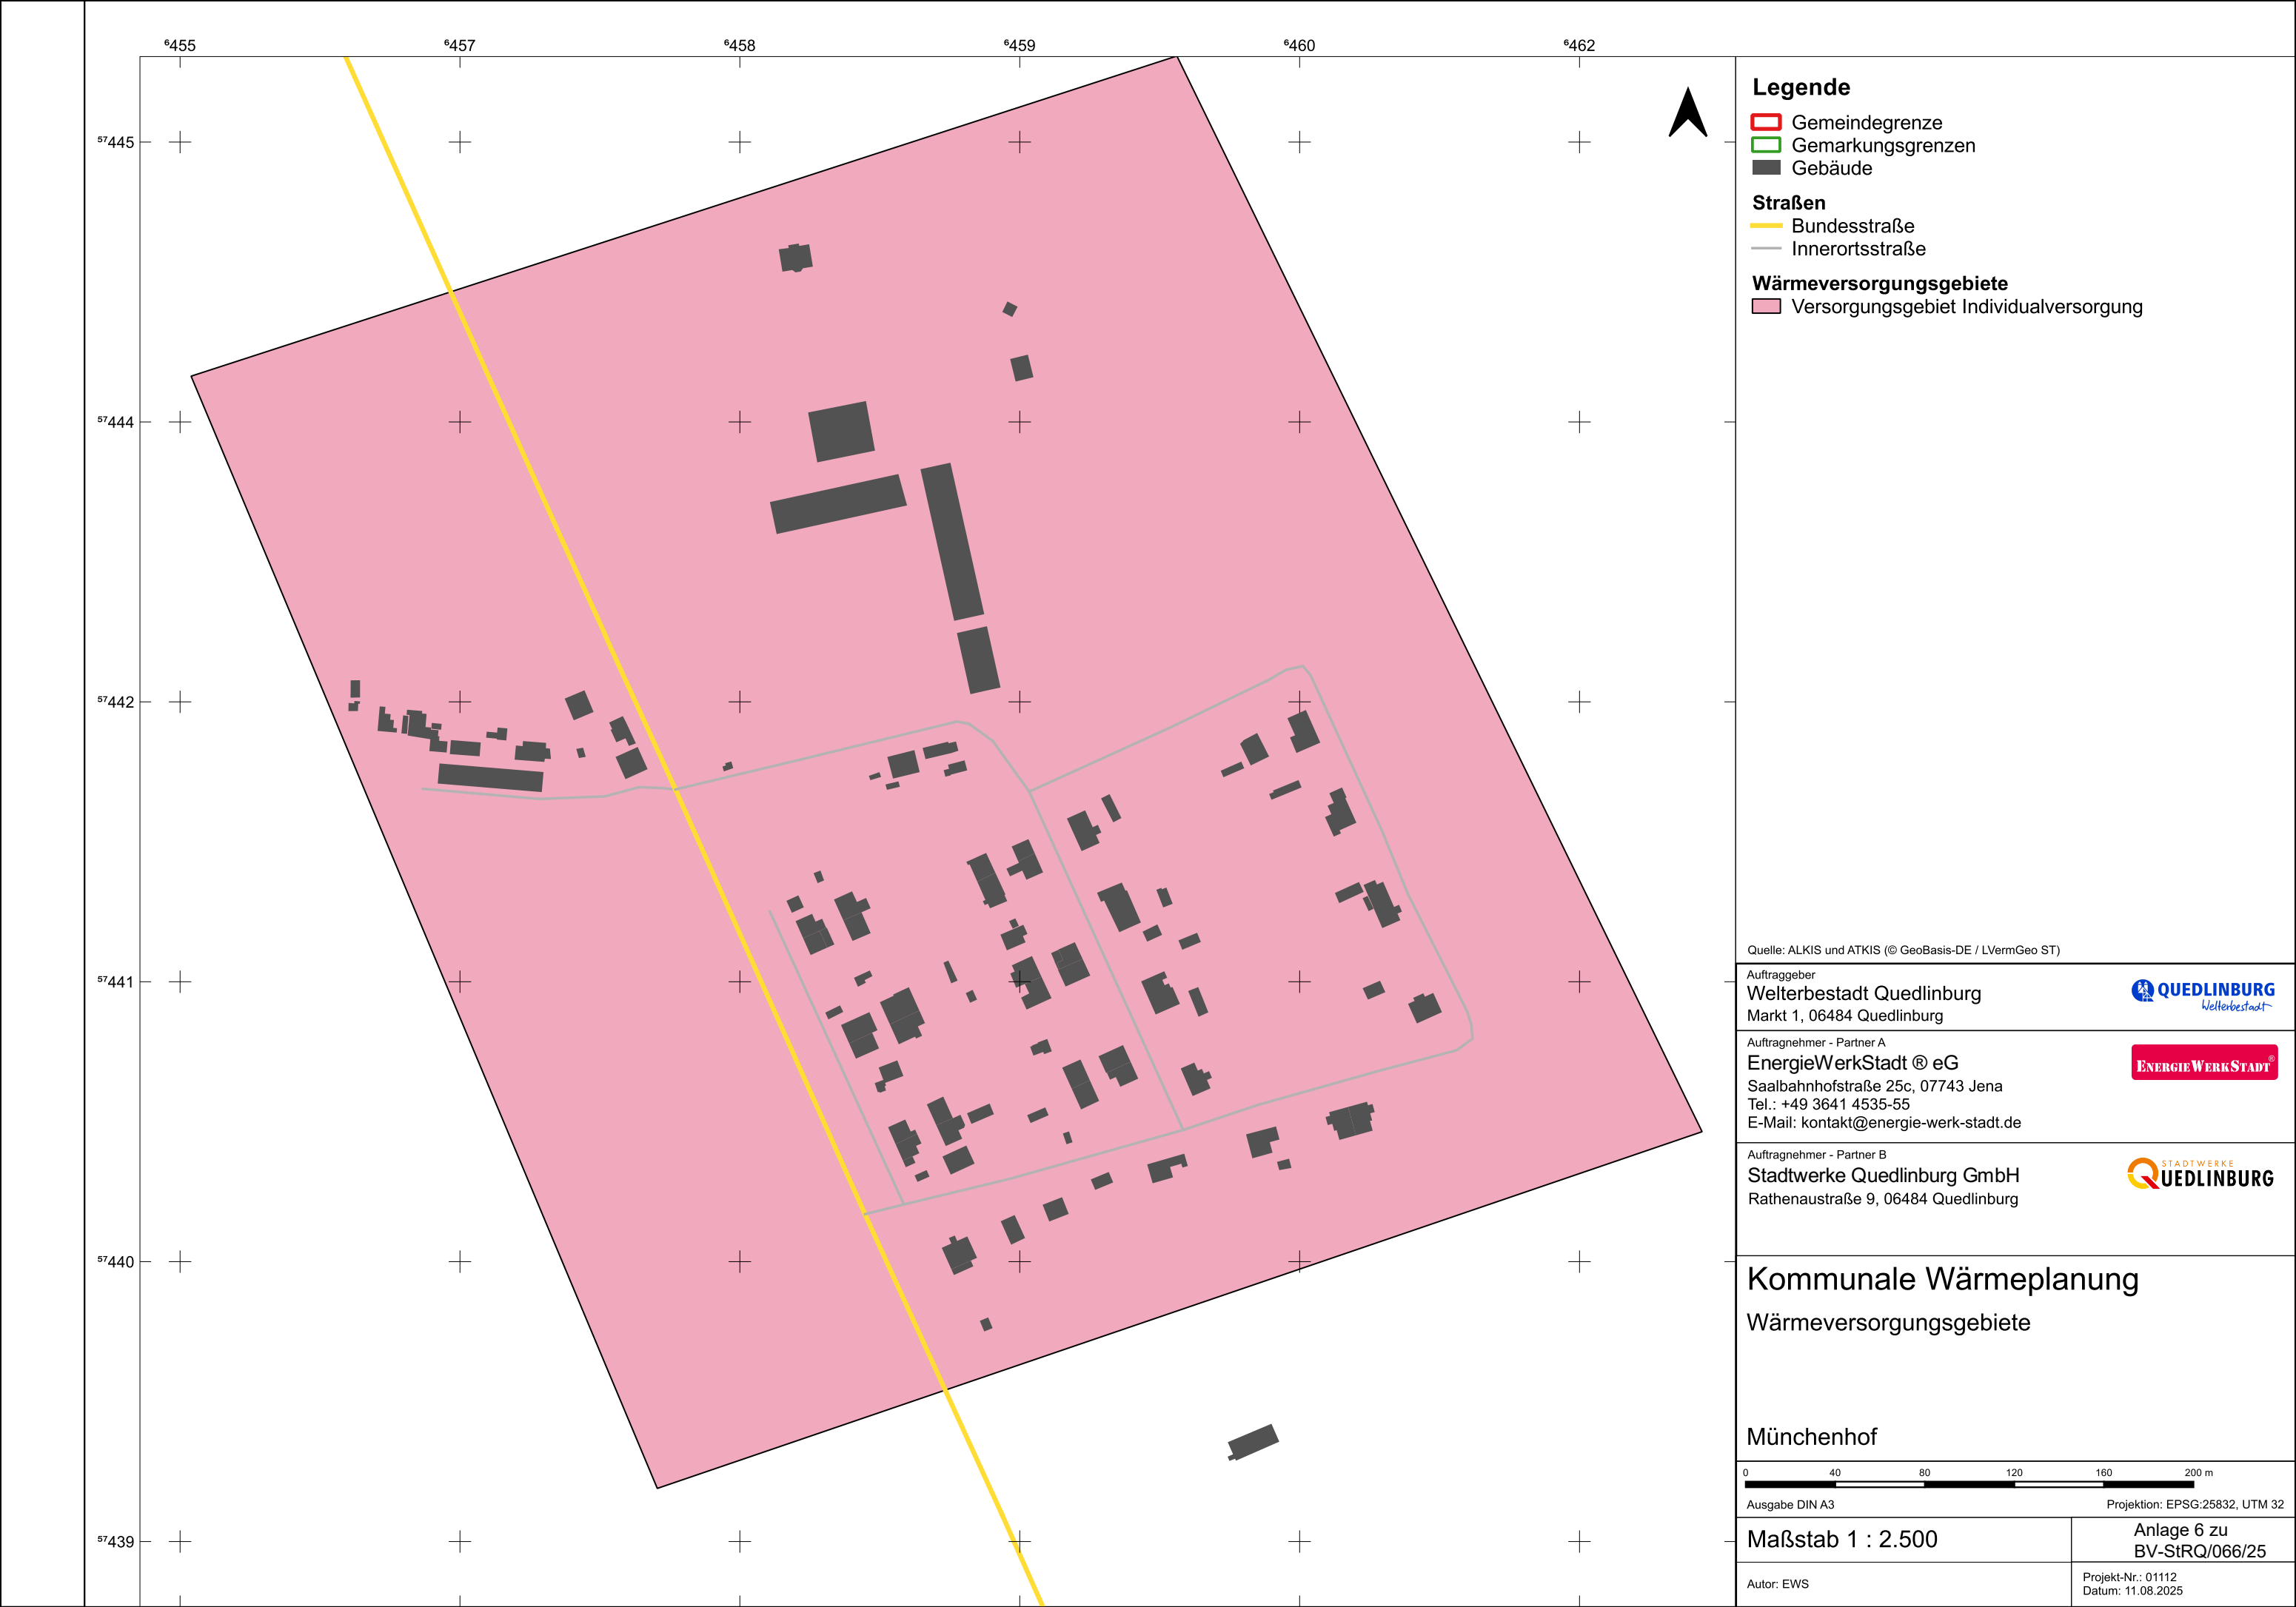 ⁶455 ⁶457 ⁶458 ⁶459 ⁶460 ⁶462
⁵⁷445
⁵⁷444
⁵⁷442
⁵⁷441
⁵⁷440
⁵⁷439
Legende
Gemeindegrenze
Gemarkungsgrenzen
Gebäude
Straßen
Bundesstraße
Innerortsstraße
Wärmeversorgungsgebiete
Versorgungsgebiet Individualversorgung
Quelle: ALKIS und ATKIS (© GeoBasis-DE / LVermGeo ST)
Auftraggeber
Welterbestadt Quedlinburg
Markt 1, 06484 Quedlinburg
QUEDLINBURG
Welterbestadt
Auftragnehmer - Partner A
EnergieWerkStadt ® eG
Saalbahnhofstraße 25c, 07743 Jena
Tel.: +49 3641 4535-55
E-Mail: kontakt@energie-werk-stadt.de
ENERGIEWERKSTADT®
Auftragnehmer - Partner B
Stadtwerke Quedlinburg GmbH
Rathenaustraße 9, 06484 Quedlinburg
STADTWERKE
QUEDLINBURG
Kommunale Wärmeplanung
Wärmeversorgungsgebiete
Münchenhof
0 40 80 120 160 200 m
Ausgabe DIN A3 Projektion: EPSG:25832, UTM 32
Maßstab 1 : 2.500
Anlage 6 zu
BV-StRQ/066/25
Autor: EWS
Projekt-Nr.: 01112
Datum: 11.08.2025